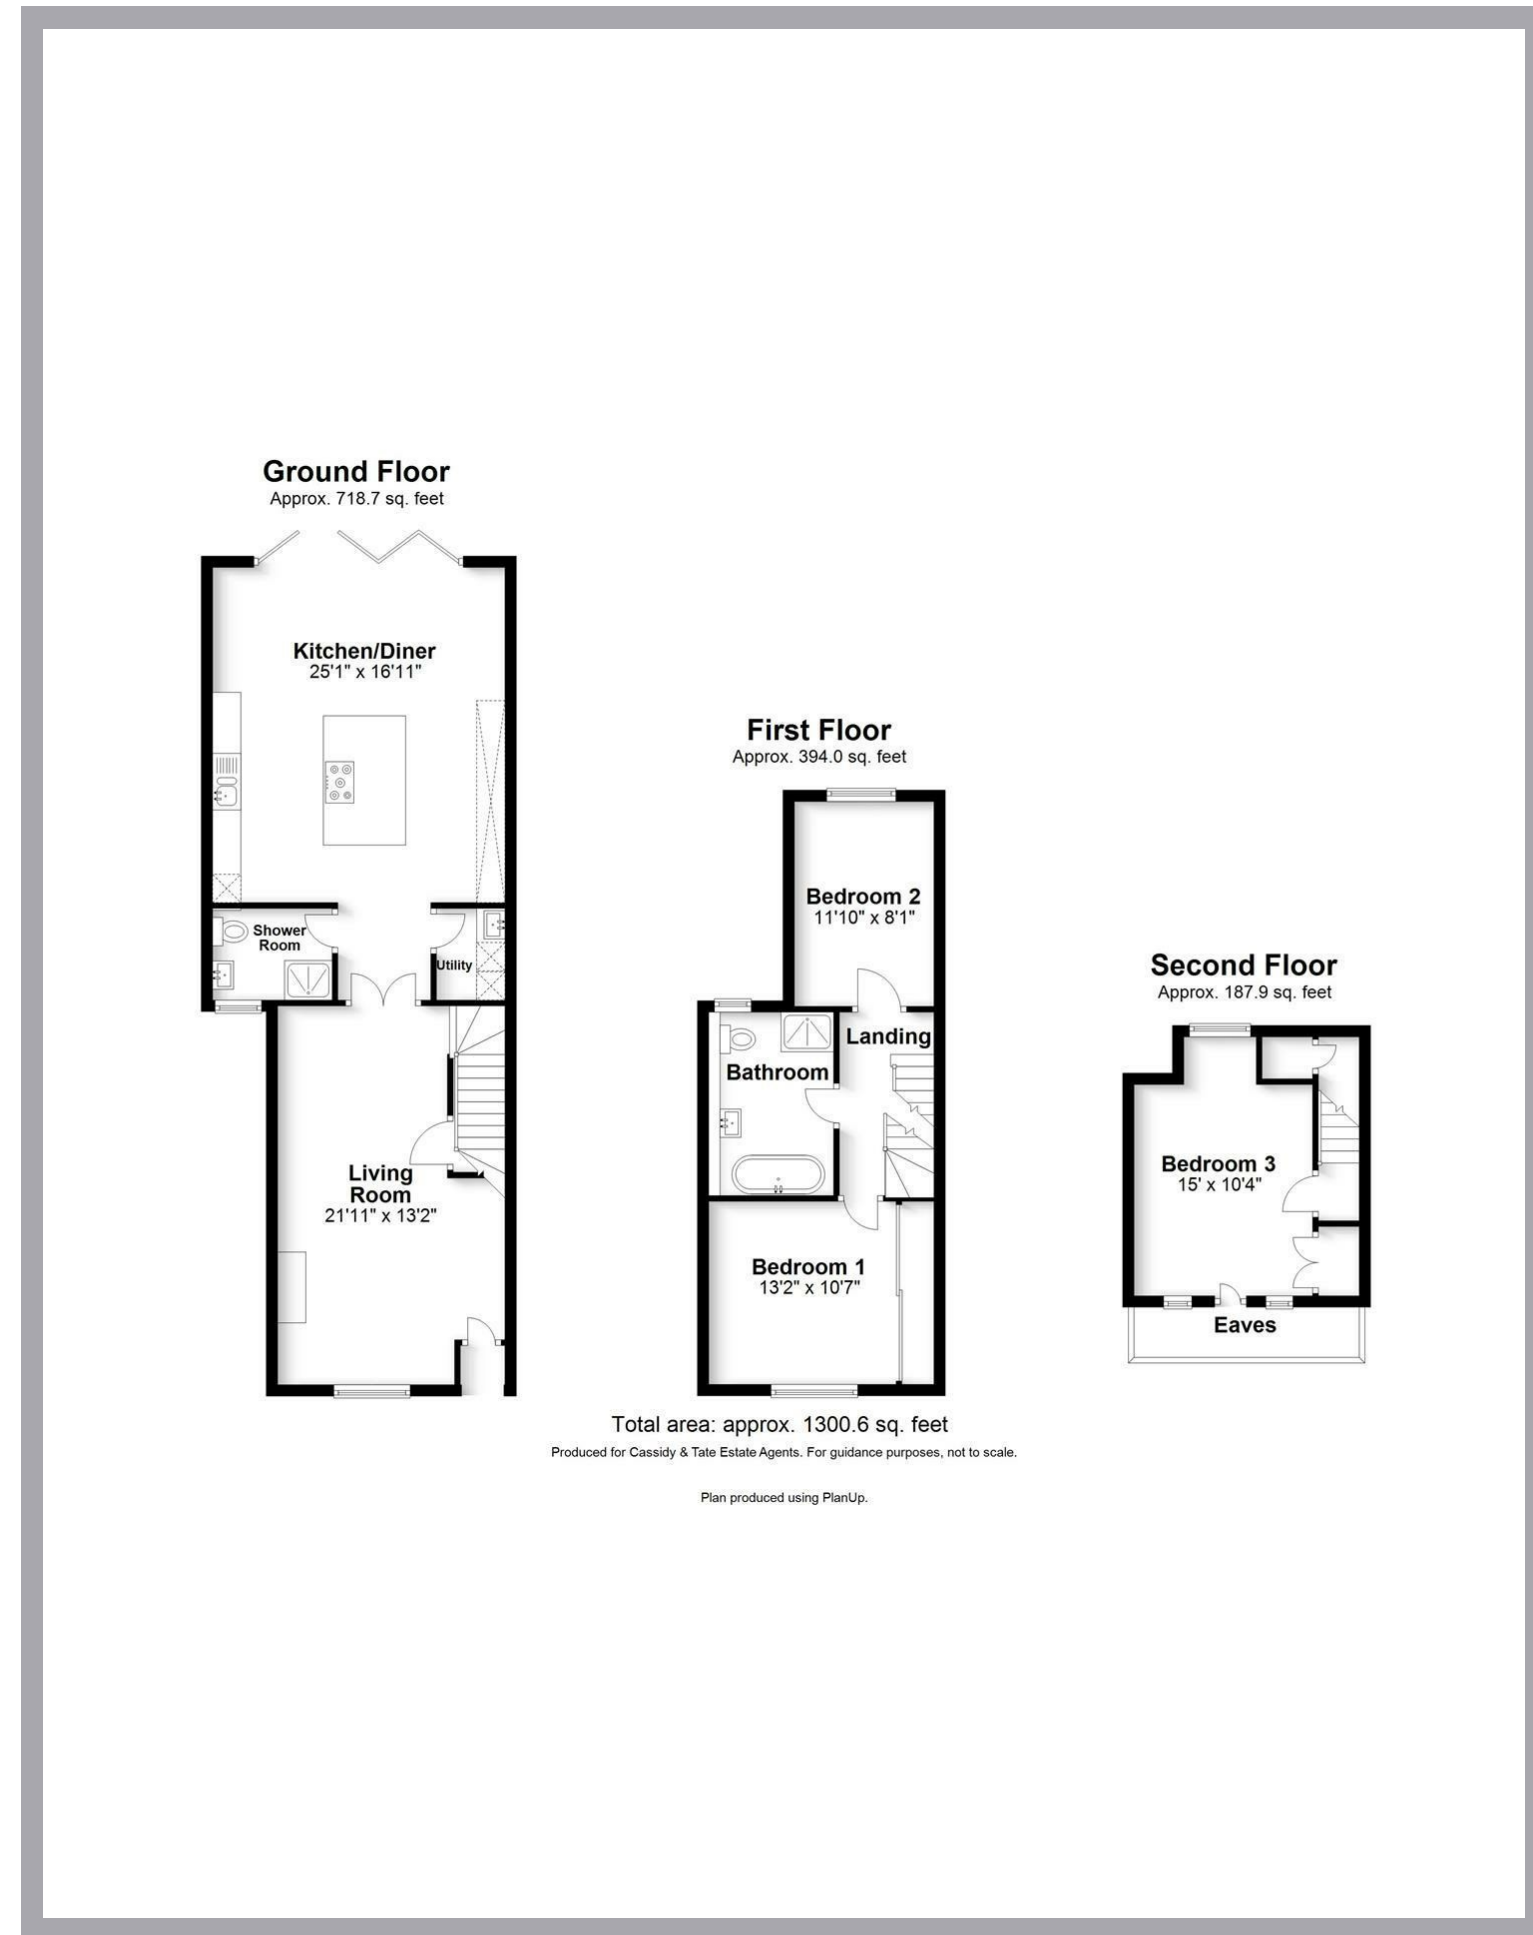 Ground Floor
Approx. 718.7 sq. feet
Kitchen/Diner
25'1" x 16'11"
Shower
Room
Utility
Living
Room
21'11" x 13'2"
First Floor
Approx. 394.0 sq. feet
Bedroom 2
11'10" x 8'1"
Landing
Bathroom
Bedroom 1
13'2" x 10'7"
Second Floor
Approx. 187.9 sq. feet
Bedroom 3
15' x 10'4"
Eaves
Total area: approx. 1300.6 sq. feet
Produced for Cassidy & Tate Estate Agents. For guidance purposes, not to scale.
Plan produced using PlanUp.